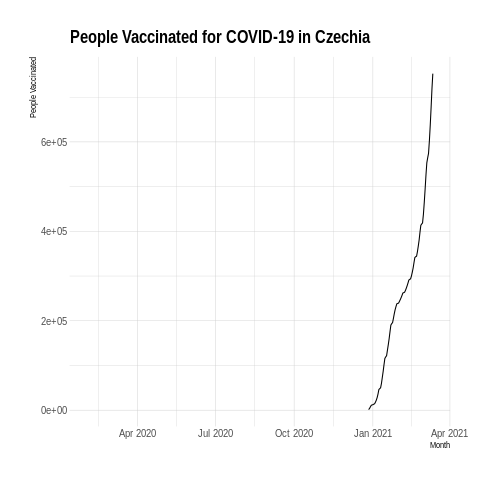 People Vaccinated for COVID-19 in Czechia
People Vaccinated
6e+05
4e+05
2e+05
0e+00
Apr 2020 Jul 2020 Oct 2020 Jan 2021 Apr 2021
Month